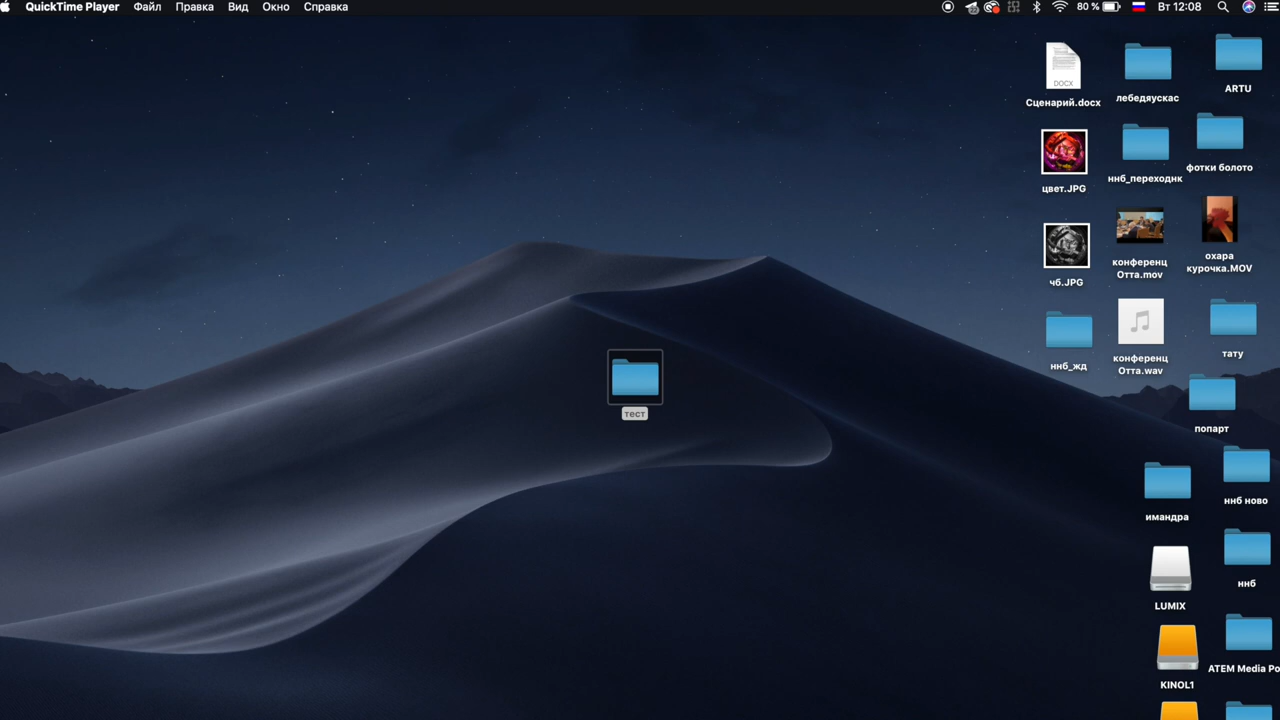 QuickTime Player Файл Правка Вид Окно Справка 80 % Вт 12:08
DOCX
Сценарий.docx
лебедяускас
ARTU
цвет.JPG
ннб_переходнк
фотки болото
чб.JPG
конференц
Отта.mov
охара
курочка.MOV
ннб_жд
конференц
Отта.wav
тату
тест
попарт
имандра
ннб ново
LUMIX
ннб
KINOL1
ATEM Media Po